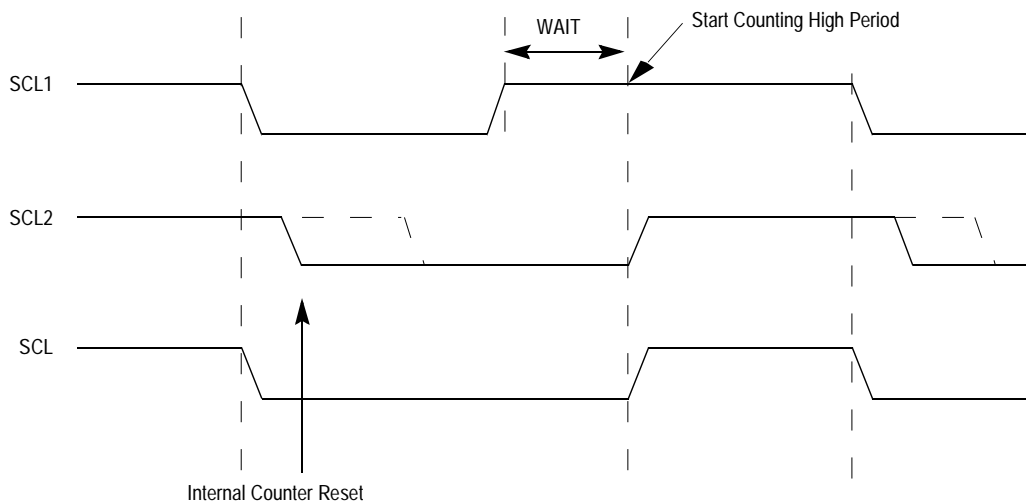 WAIT
Start Counting High Period
SCL1
SCL2
SCL
Internal Counter Reset